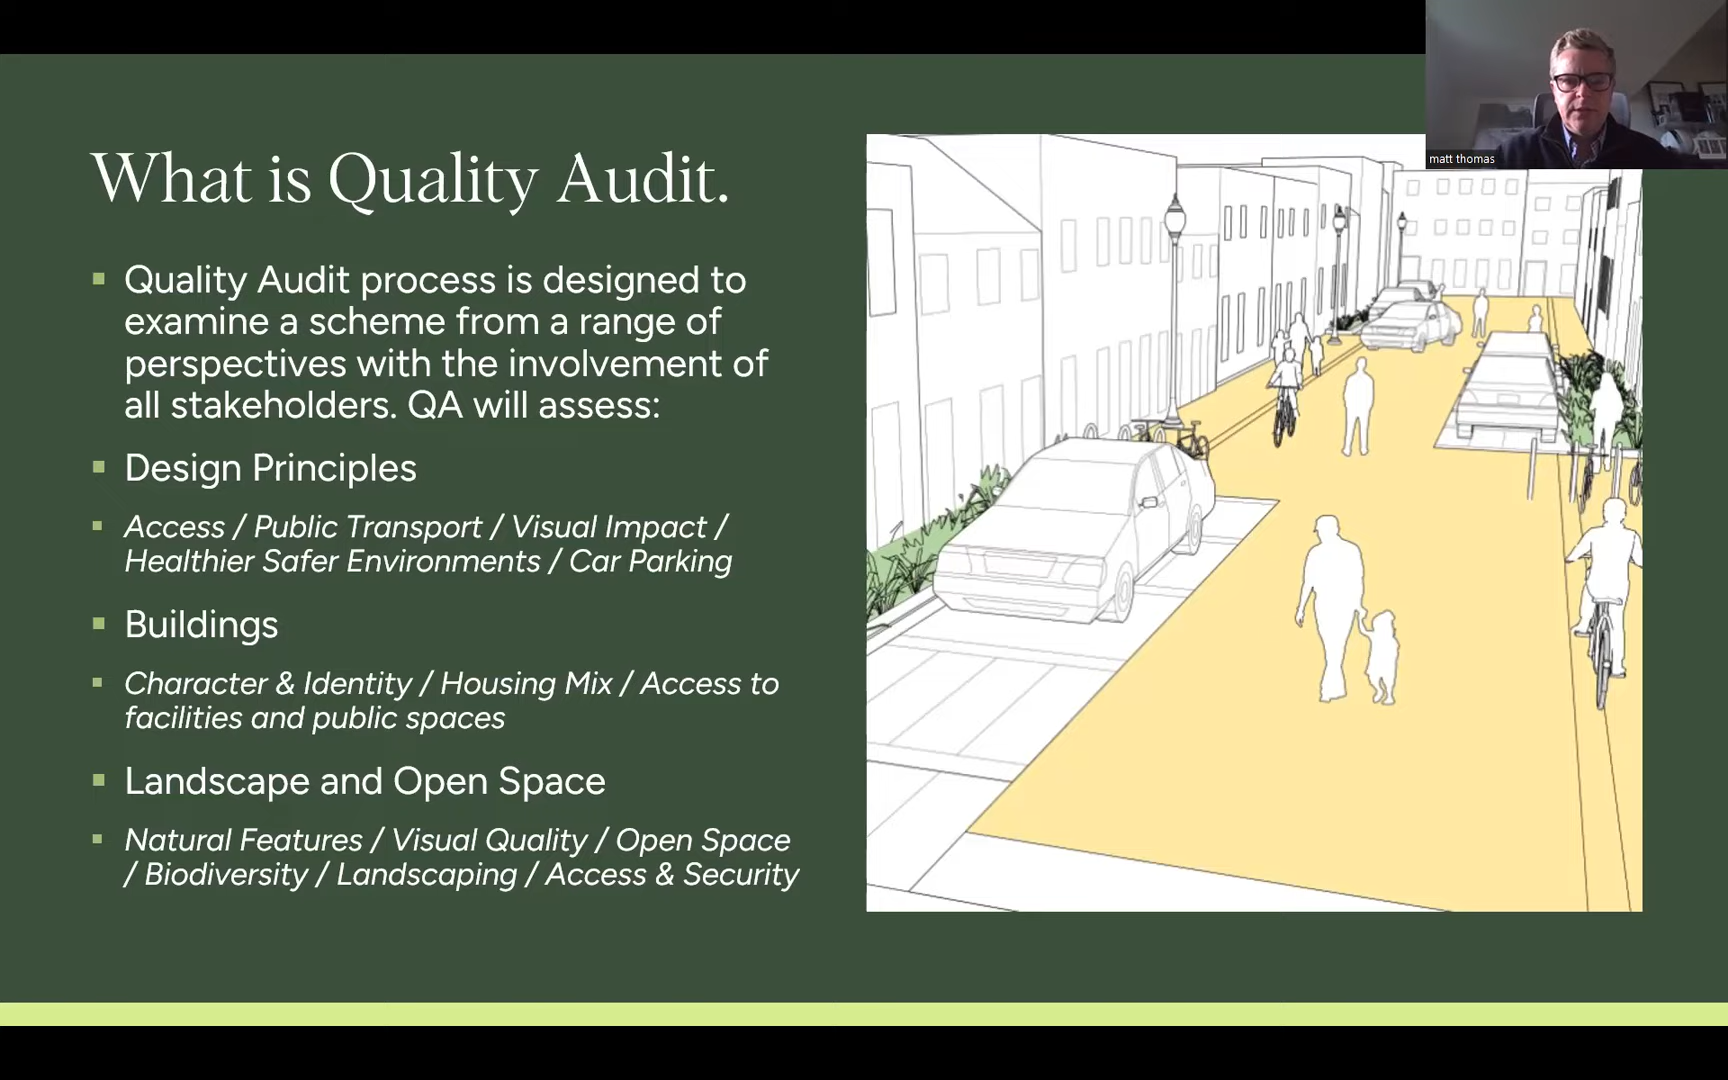 What is Quality Audit.
Quality Audit process is designed to
examine a scheme from a range of
perspectives with the involvement of
all stakeholders. QA will assess:
Design Principles
Access / Public Transport / Visual Impact /
Healthier Safer Environments / Car Parking
Buildings
Character & Identity / Housing Mix / Access to
facilities and public spaces
Landscape and Open Space
Natural Features / Visual Quality / Open Space
/ Biodiversity / Landscaping / Access & Security
matt thomas